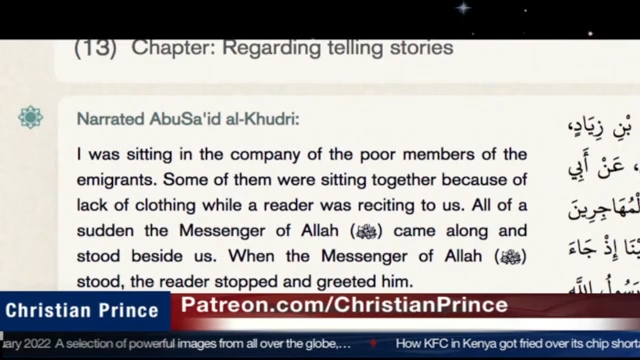 (13) Chapter: Regarding telling stories
Narrated AbuSa'id al-Khudri:
I was sitting in the company of the poor members of the
emigrants. Some of them were sitting together because of
lack of clothing while a reader was reciting to us. All of a
sudden the Messenger of Allah (ﷺ) came along and
stood beside us. When the Messenger of Allah (ﷺ)
stood, the reader stopped and greeted him.
بْنِ زِيَادٍ،
عَنْ أَبِي
الْمُهَاجِرِينَ
إِذْ جَاءَ
رَسُولُ اللَّهِ
Christian Prince
Patreon.com/ChristianPrince
uary 2022 A selection of powerful images from all over the globe,... How KFC in Kenya got fried over its chip short